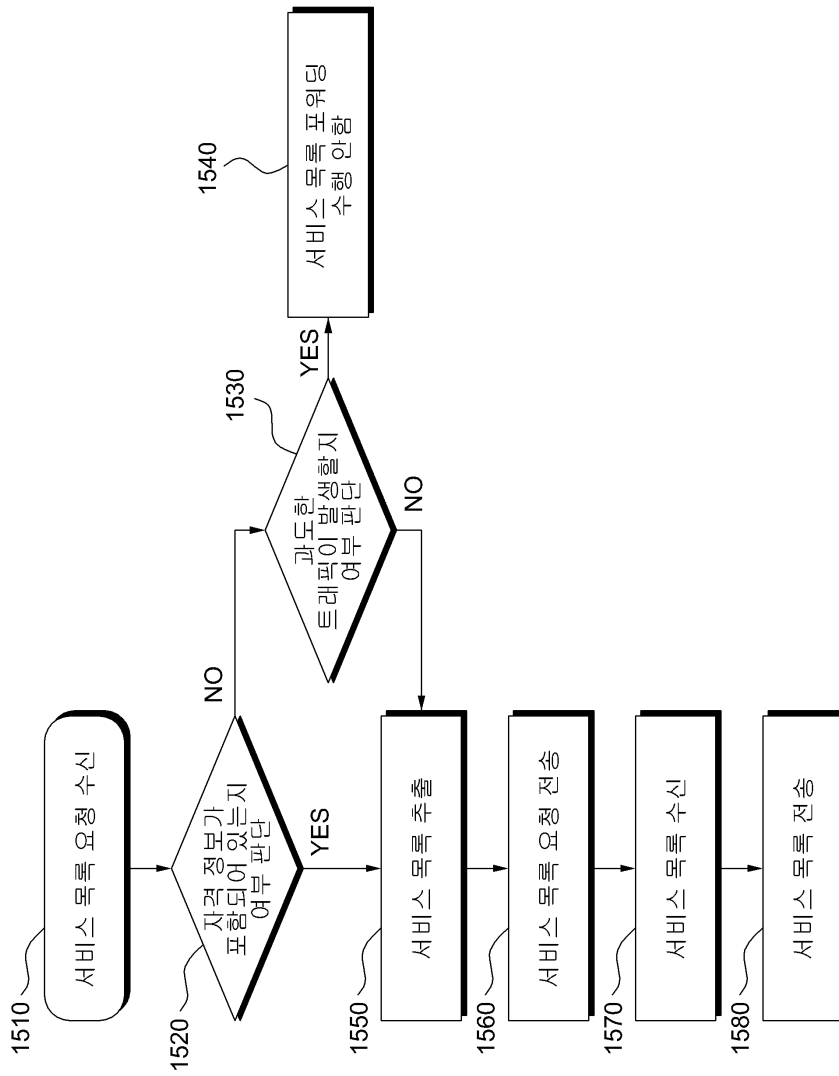 1510
서비스 목록 요청 수신
1520
자격 정보가
포함되어 있는지
여부 판단
NO
YES
1530
과도한
트래픽이 발생할지
여부 판단
YES
NO
1540
서비스 목록 포워딩
수행 안함
1550
서비스 목록 추출
1560
서비스 목록 요청 전송
1570
서비스 목록 수신
1580
서비스 목록 전송